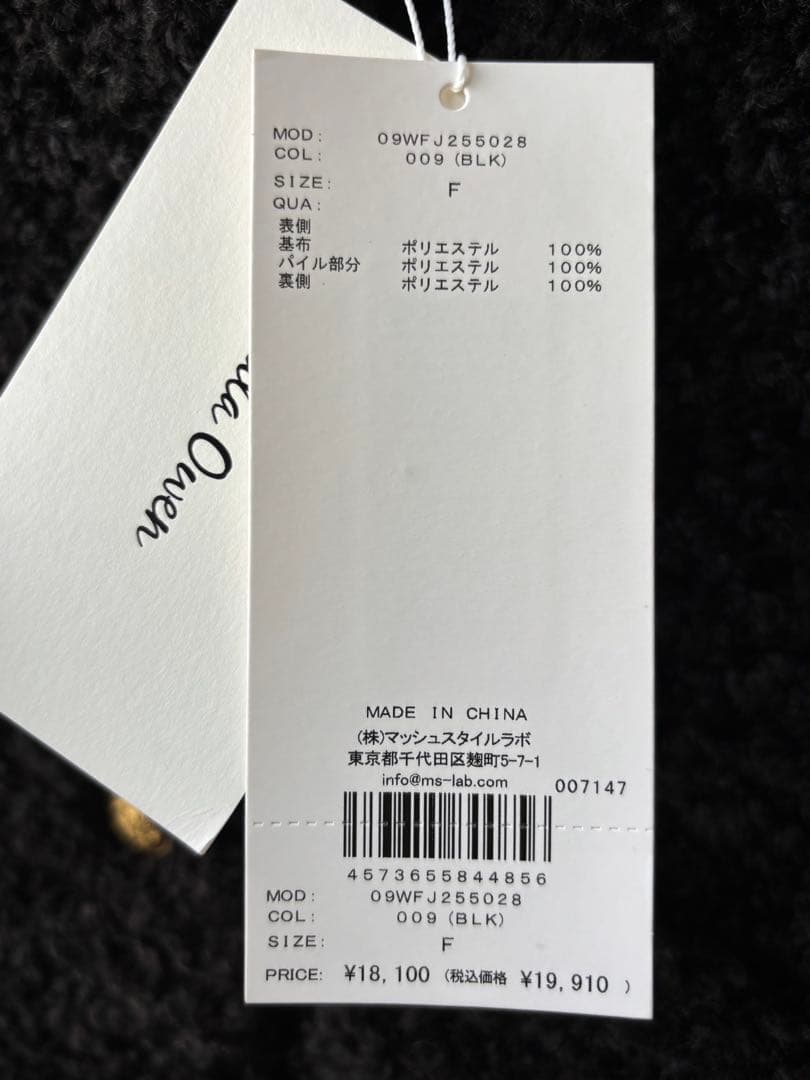 MOD: 09WFJ255028
COL: 009 (BLK)
SIZE: F
QUA:
表側
基布 ポリエステル 100%
パイル部分 ポリエステル 100%
裏側 ポリエステル 100%
Owen
MADE IN CHINA
(株)マッシュスタイルラボ
東京都千代田区麹町5-7-1
info@ms-lab.com
007147
4573655844856
MOD: 09WFJ255028
COL: 009 (BLK)
SIZE: F
PRICE: ¥18,100 (税込価格 ¥19,910 )